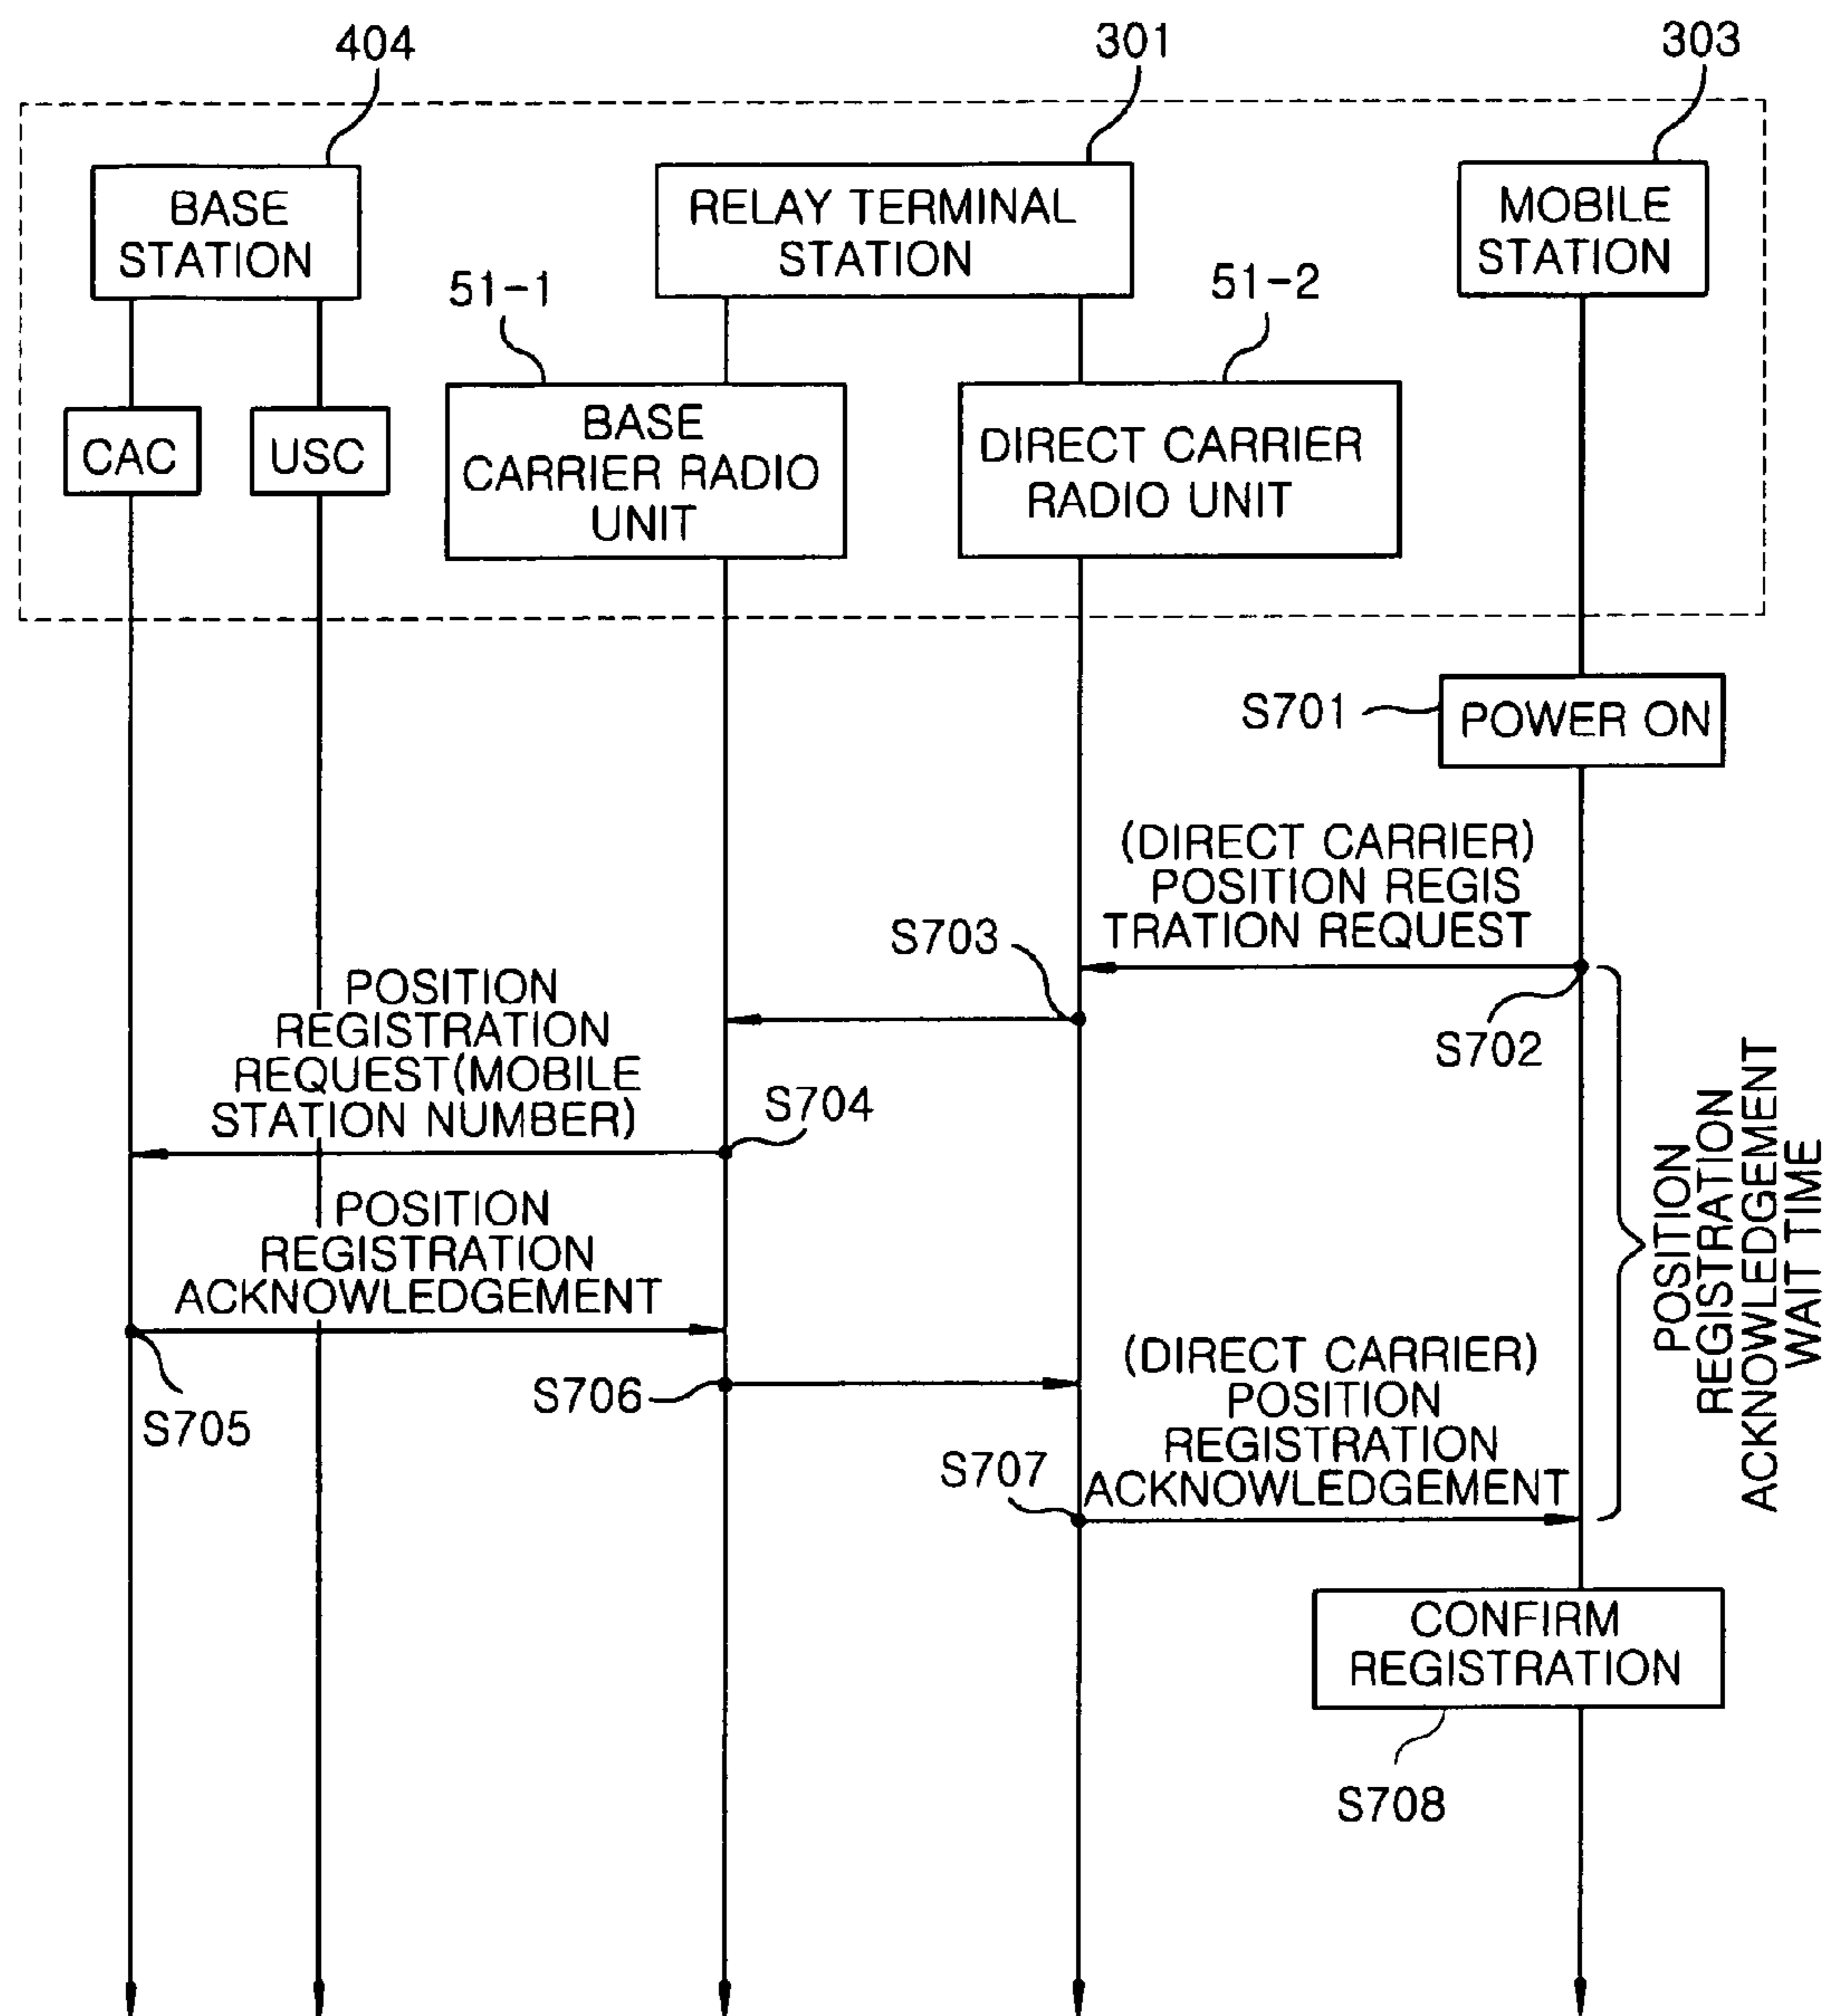 404
301
303
BASE
STATION
RELAY TERMINAL
STATION
MOBILE
STATION
51-1
51-2
CAC
USC
BASE
CARRIER RADIO
UNIT
DIRECT CARRIER
RADIO UNIT
S701
POWER ON
(DIRECT CARRIER)
POSITION REGIS
TRATION REQUEST
S703
S702
POSITION
REGISTRATION
REQUEST(MOBILE
STATION NUMBER)
S704
POSITION
REGISTRATION
ACKNOWLEDGEMENT
S705
S706
(DIRECT CARRIER)
POSITION
REGISTRATION
ACKNOWLEDGEMENT
S707
POSITION
REGISTRATION
ACKNOWLEDGEMENT
WAIT TIME
CONFIRM
REGISTRATION
S708